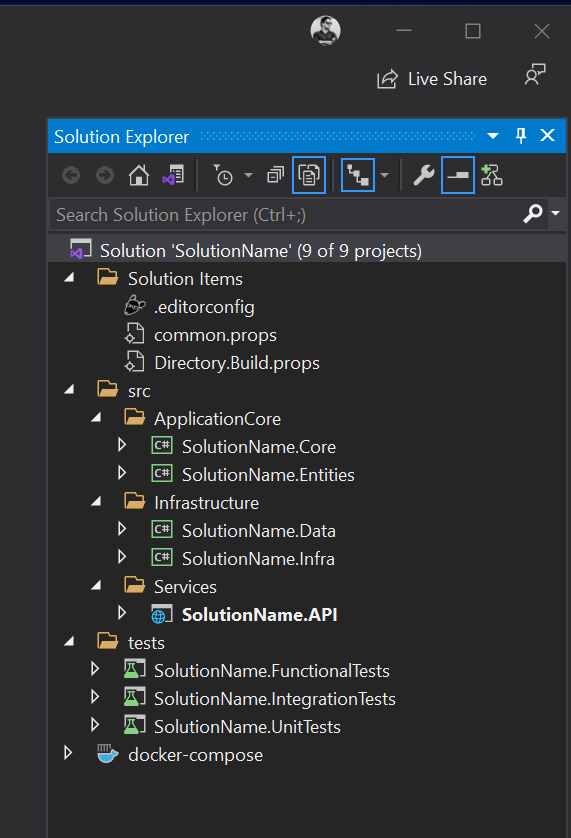 Live Share
Solution Explorer
Search Solution Explorer (Ctrl+;)
Solution 'SolutionName' (9 of 9 projects)
Solution Items
.editorconfig
common.props
Directory.Build.props
src
ApplicationCore
C# SolutionName.Core
C# SolutionName.Entities
Infrastructure
C# SolutionName.Data
C# SolutionName.Infra
Services
SolutionName.API
tests
SolutionName.FunctionalTests
SolutionName.IntegrationTests
SolutionName.UnitTests
docker-compose